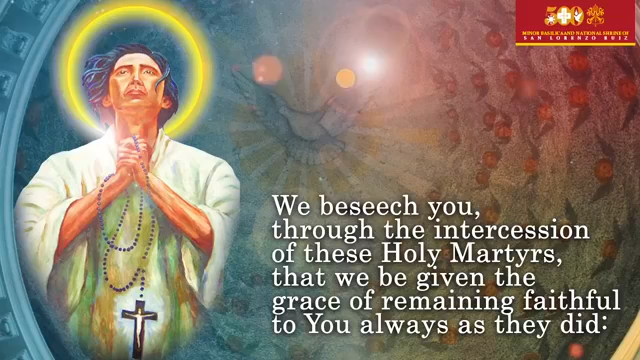 500
MINOR BASILICA AND NATIONAL SHRINE OF
SAN LORENZO RUIZ
We beseech you,
through the intercession
of these Holy Martyrs,
that we be given the
grace of remaining faithful
to You always as they did: